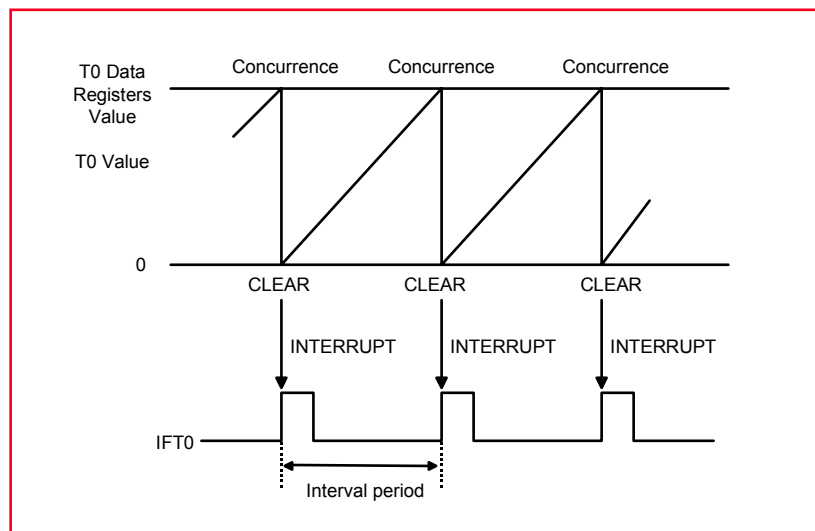 T0 Data
Registers
Value
Concurrence Concurrence Concurrence
T0 Value
0
CLEAR CLEAR CLEAR
INTERRUPT INTERRUPT INTERRUPT
IFT0
Interval period